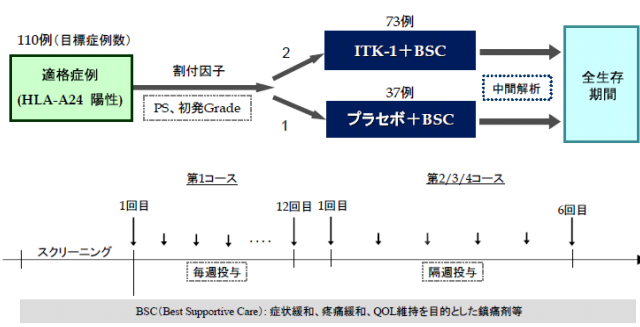 110例（目標症例数）
適格症例
(HLA-A24 陽性)
割付因子
PS、初発Grade
2
1
73例
ITK-1＋BSC
37例
プラセボ＋BSC
中間解析
全生存
期間
第1コース
第2/3/4コース
1回目
12回目
1回目
6回目
スクリーニング
毎週投与
隔週投与
BSC（Best Supportive Care）：症状緩和、疼痛緩和、QOL維持を目的とした鎮痛剤等